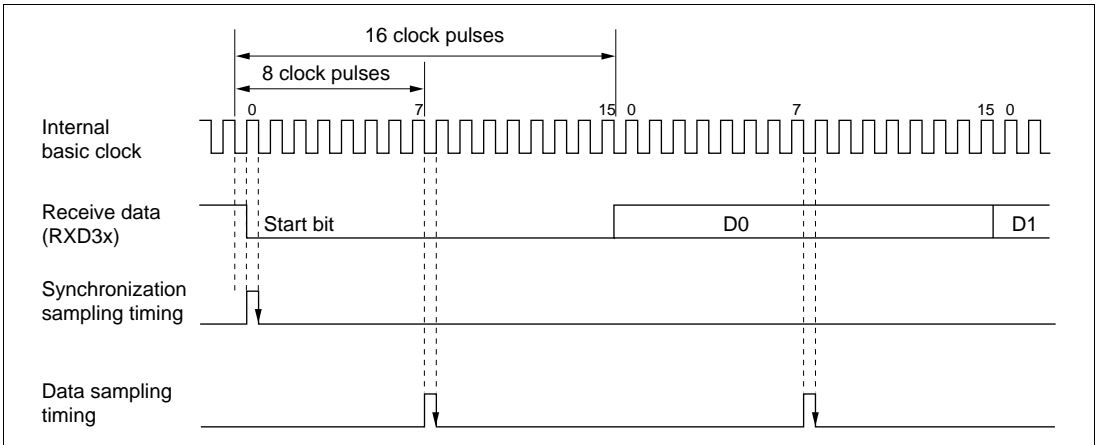 16 clock pulses
8 clock pulses
0 7 15 0 7 15 0
Internal
basic clock
Receive data
(RXD3x)
Start bit D0 D1
Synchronization
sampling timing
Data sampling
timing